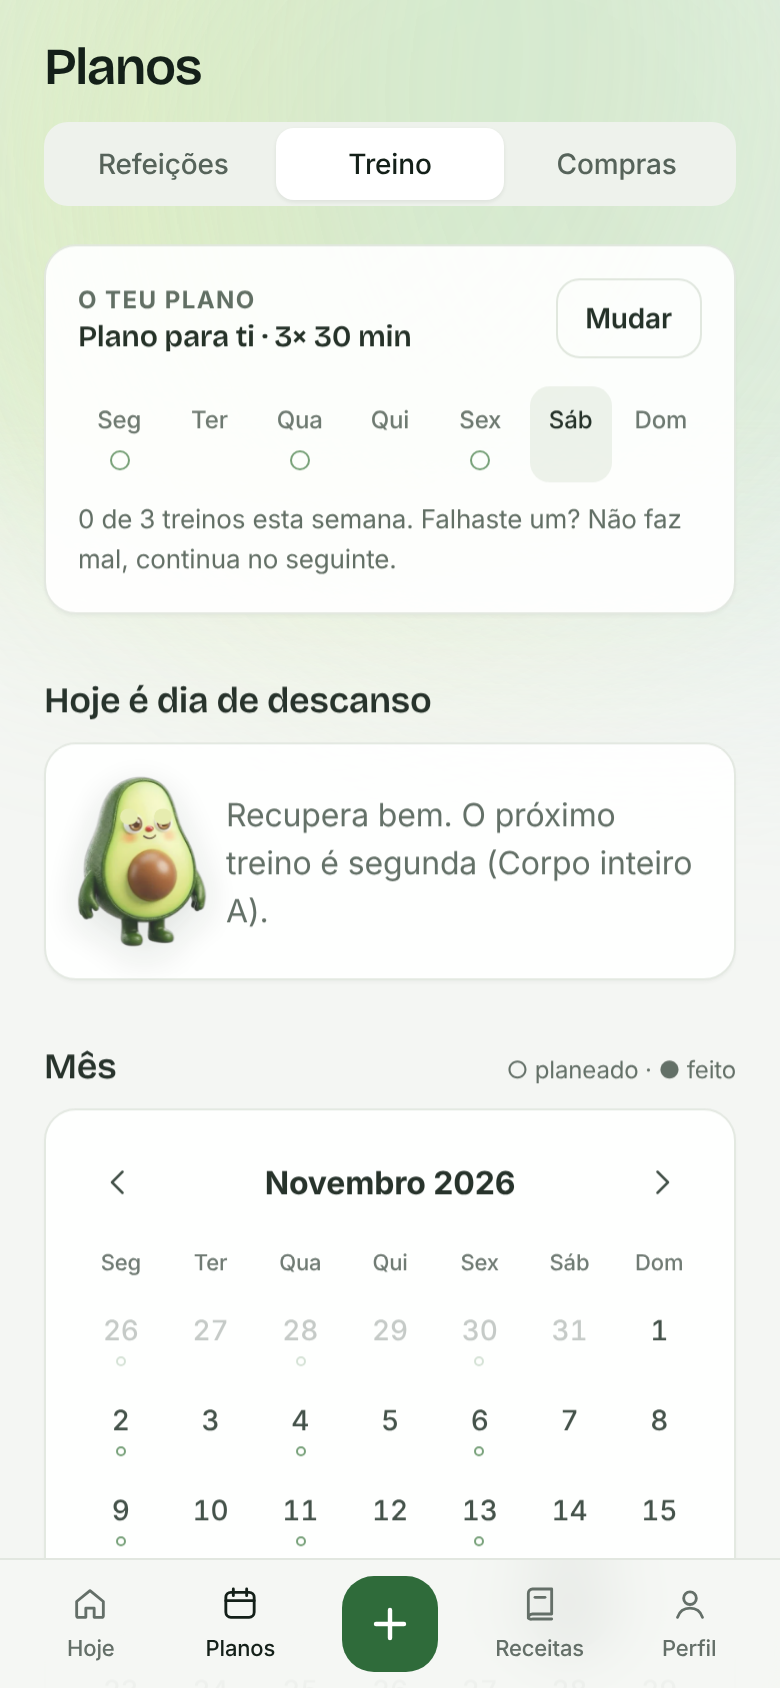 Planos
Refeições Treino Compras
O TEU PLANO
Plano para ti · 3× 30 min
Mudar
Seg Ter Qua Qui Sex Sáb Dom
0 de 3 treinos esta semana. Falhaste um? Não faz
mal, continua no seguinte.
Hoje é dia de descanso
Recupera bem. O próximo
treino é segunda (Corpo inteiro
A).
Mês
planeado · feito
Novembro 2026
Seg Ter Qua Qui Sex Sáb Dom
26 27 28 29 30 31 1
2 3 4 5 6 7 8
9 10 11 12 13 14 15
Hoje Planos Receitas Perfil